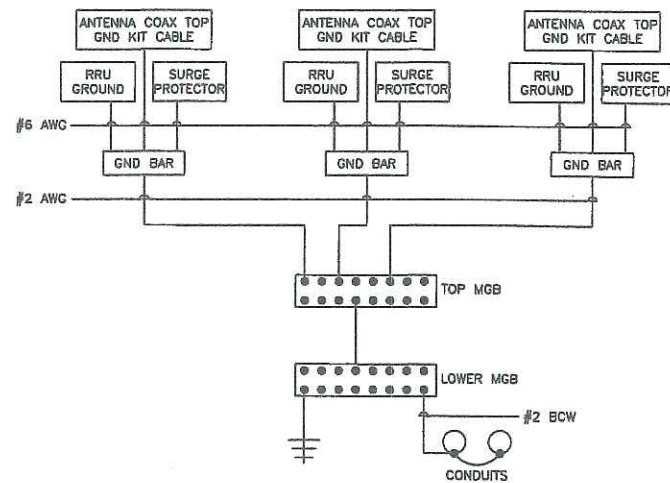 ANTENNA COAX TOP
GND KIT CABLE
ANTENNA COAX TOP
GND KIT CABLE
ANTENNA COAX TOP
GND KIT CABLE
RRU
GROUND
SURGE
PROTECTOR
RRU
GROUND
SURGE
PROTECTOR
RRU
GROUND
SURGE
PROTECTOR
#6 AWG
GND BAR
GND BAR
GND BAR
#2 AWG
TOP MGB
LOWER MGB
#2 BCW
CONDUITS